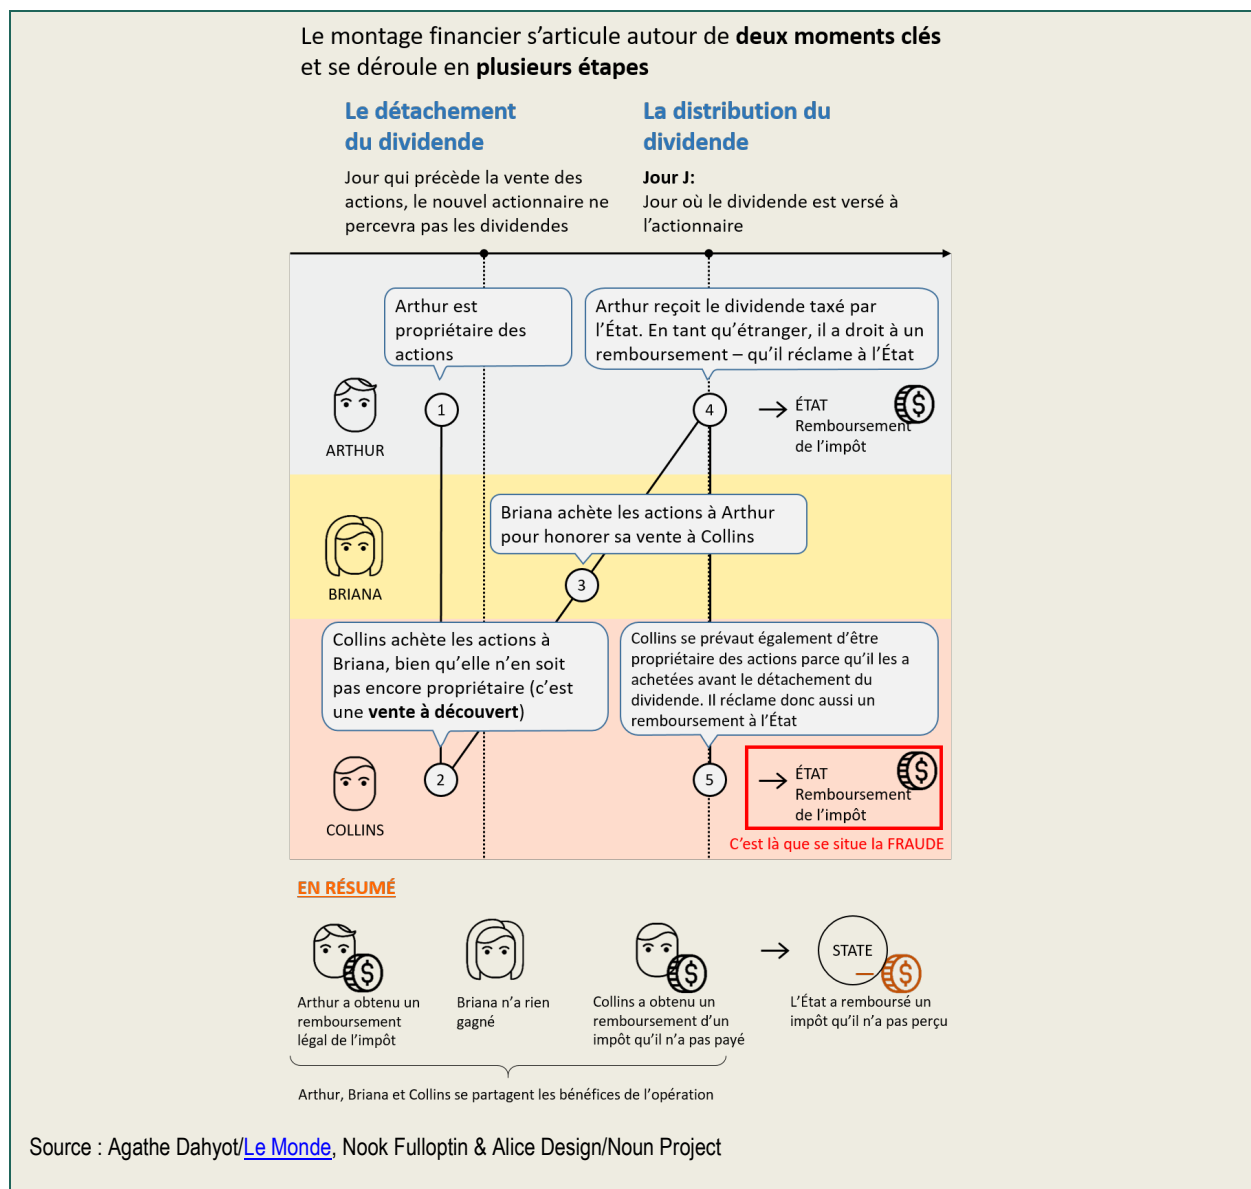 Le montage financier s’articule autour de deux moments clés
et se déroule en plusieurs étapes
Le détachement
du dividende
Jour qui précède la vente des
actions, le nouvel actionnaire ne
percevra pas les dividendes
La distribution du
dividende
Jour J:
Jour où le dividende est versé à
l’actionnaire
Arthur est
propriétaire des
actions
Arthur reçoit le dividende taxé par
l’État. En tant qu’étranger, il a droit à un
remboursement – qu’il réclame à l’État
1
4
ÉTAT
Remboursement
de l’impôt
$
ARTHUR
Briana achète les actions à Arthur
pour honorer sa vente à Collins
3
BRIANA
Collins achète les actions à
Briana, bien qu’elle n’en soit
pas encore propriétaire (c’est
une vente à découvert)
Collins se prévaut également d’être
propriétaire des actions parce qu’il les a
achetées avant le détachement du
dividende. Il réclame donc aussi un
remboursement à l’État
2
5
ÉTAT
Remboursement
de l’impôt
$
COLLINS
C’est là que se situe la FRAUDE
EN RÉSUMÉ
$
$
STATE
$
Arthur a obtenu un
remboursement
légal de l’impôt
Briana n’a rien
gagné
Collins a obtenu un
remboursement d’un
impôt qu’il n’a pas payé
L’État a remboursé un
impôt qu’il n’a pas perçu
Arthur, Briana et Collins se partagent les bénéfices de l’opération
Source : Agathe Dahyot/Le Monde, Nook Fulloptin & Alice Design/Noun Project